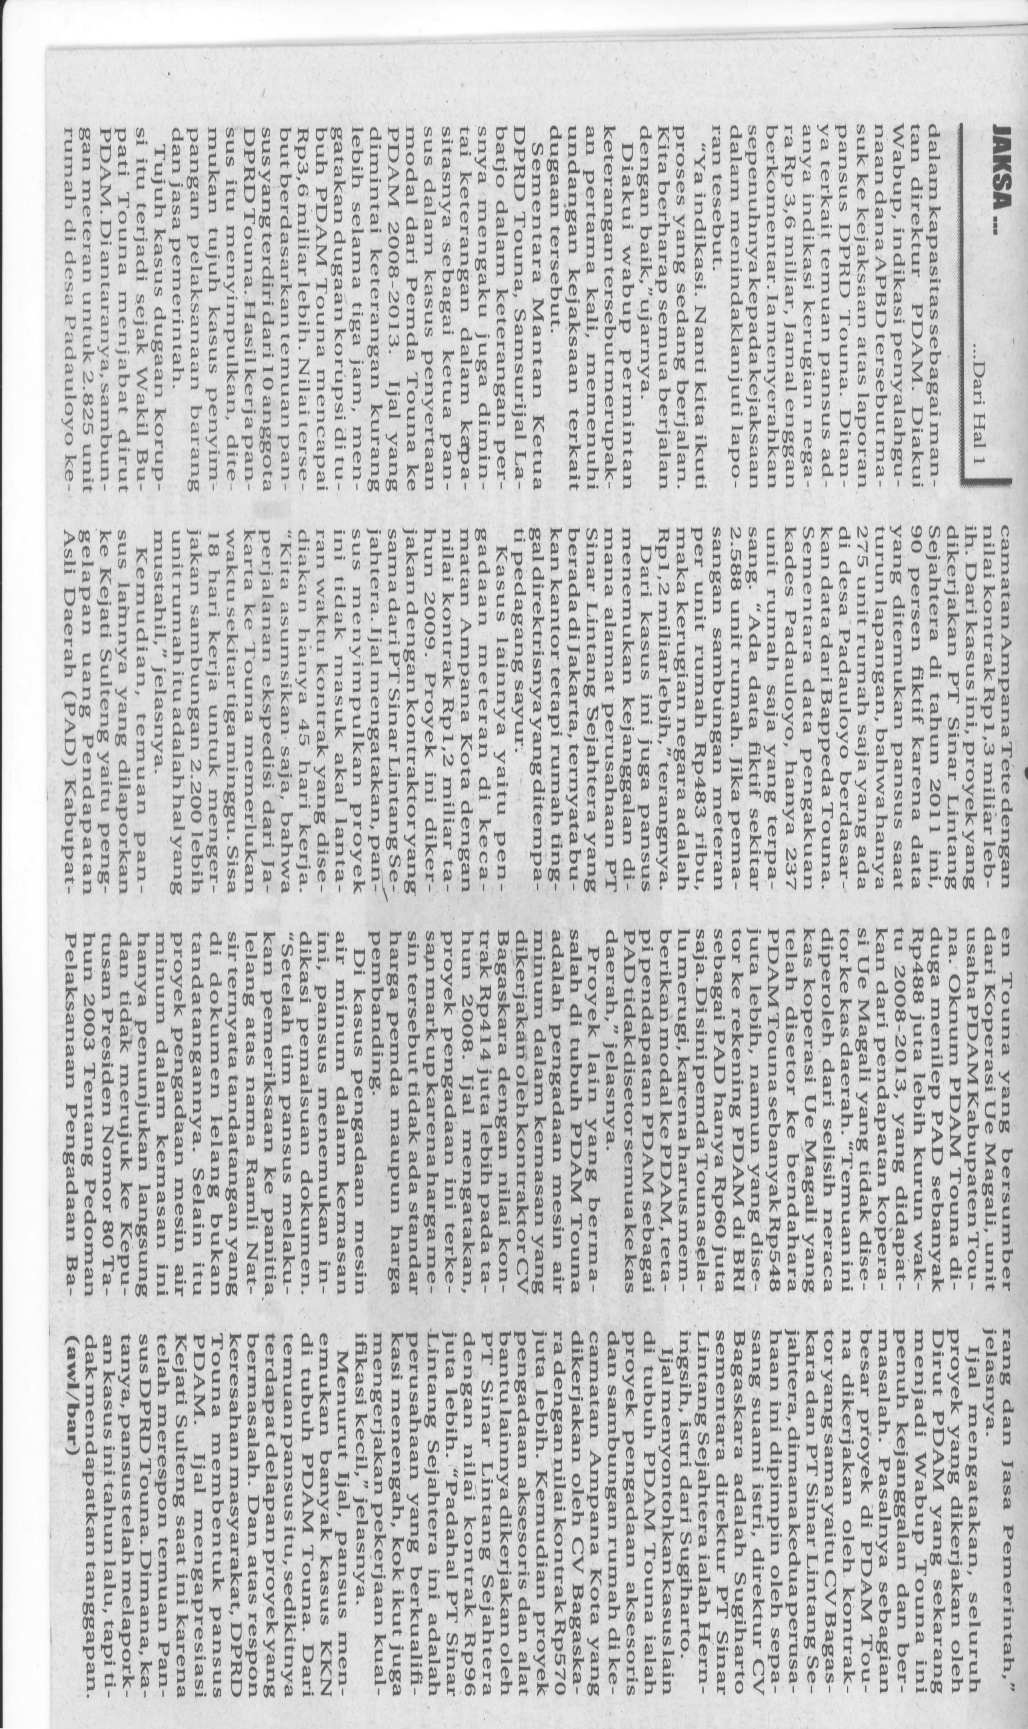 JAKSA ...
...Dari Hal 1
dalam kapasitas sebagai man-
tan direktur PDAM. Diakui
Wabup, indikasi penyalahgu-
naan dana APBD tersebut ma-
suk ke kejaksaan atas laporan
pansus DPRD Touna. Ditan-
ya terkait temuan pansus ad-
anya indikasi kerugian nega-
ra Rp 3,6 miliar, Jamal enggan
berkomentar. Ia menyerahkan
sepenuhnya kepada kejaksaan
dalam menindaklanjuti lapo-
ran tesebut.
"Ya indikasi. Nanti kita ikuti
proses yang sedang berjalan.
Kita berharap semua berjalan
dengan baik,"ujarnya.
Diakui wabup permintan
keterangan tersebut merupak-
an pertama kali, memenuhi
undangan kejaksaan terkait
dugaan tersebut.
Sementara Mantan Ketua
DPRD Touna, Samsurijal La-
batjo dalam keterangan per-
snya mengaku juga dimin-
tai keterangan dalam kapa-
sitasnya sebagai ketua pan-
sus dalam kasus penyertaan
modal dari Pemda Touna ke
PDAM 2008-2013. Ijal yang
dimintai keterangan kurang
lebih selama tiga jam, men-
gatakan dugaan korupsi di tu-
buh PDAM Touna mencapai
Rp3,6 miliar lebih. Nilai terse-
but berdasarkan temuan pan-
sus yang terdiri dari 10 anggota
DPRD Touna. Hasil kerja pan-
sus itu menyimpulkan, dite-
mukan tujuh kasus penyim-
pangan pelaksanaan barang
dan jasa pemerintah.
Tujuh kasus dugaan korup-
si itu terjadi sejak Wakil Bu-
pati Touna menjabat dirut
PDAM. Diantaranya, sambun-
gan meteran untuk 2.825 unit
rumah di desa Padauloyo ke-
camatan Ampana Tete dengan
nilai kontrak Rp1,3 miliar leb-
ih. Dari kasus ini, proyek yang
dikerjakan PT Sinar Lintang
Sejahtera di tahun 2011 ini,
90 persen fiktif karena data
yang ditemukan pansus saat
turun lapangan, bahwa hanya
275 unit rumah saja yang ada
di desa Padauloyo berdasar-
kan data dari Bappeda Touna.
Sementara data pengakuan
kades Padauloyo, hanya 237
unit rumah saja yang terpa-
sang. "Ada data fiktif sekitar
2.588 unit rumah. Jika pema-
sangan sambungan meteran
per unit rumah Rp483 ribu,
maka kerugian negara adalah
Rp1,2 miliar lebih,"terangnya.
Dari kasus ini juga pansus
menemukan kejanggalan di-
mana alamat perusahaan PT
Sinar Lintang Sejahtera yang
berada di Jakarta, ternyata bu-
kan kantor tetapi rumah ting-
gal direktrisnya yang ditempa-
ti pedagang sayur.
Kasus lainnya yaitu pen-
gadaan meteran di keca-
matan Ampana Kota dengan
nilai kontrak Rp1,2 miliar ta-
hun 2009. Proyek ini diker-
jakan dengan kontraktor yang
sama dari PT Sinar Lintang Se-
jahtera. Ijal mengatakan, pan-
sus menyimpulkan proyek
ini tidak masuk akal lanta-
ran waktu kontrak yang dise-
diakan hanya 45 hari kerja.
"Kita asumsikan saja, bahwa
perjalanan ekspedisi dari Ja-
karta ke Touna memerlukan
waktu sekitar tiga minggu. Sisa
18 hari kerja untuk menger-
jakan sambungan 2.200 lebih
unit rumah itu adalah hal yang
musahil," jelasnya.
Kemudian, temuan pan-
sus lainnya yang dilaporkan
ke Kejati Sulteng yaitu peng-
gelapan uang Pendapatan
Asli Daerah (PAD) Kabupat-
en Touna yang bersumber
dari Koperasi Ue Magali, unit
usaha PDAM Kabupaten Tou-
na. Oknum PDAM Touna di-
duga menilep PAD sebanyak
Rp488 juta lebih kurun wak-
tu 2008-2013, yang didapat-
kan dari pendapatan kopera-
si Ue Magali yang tidak dise-
tor ke kas daerah. "Temuan ini
diperoleh dari selisih neraca
kas koperasi Ue Magali yang
telah disetor ke bendahara
PDAM Touna sebanyak Rp548
juta lebih, namun yang dise-
tor ke rekening PDAM di BRI
sebagai PAD hanya Rp60 juta
saja. Disini pemda Touna sela-
lu merugi, karena harus mem-
berikan modal ke PDAM, teta-
pi pendapatan PDAM sebagai
PAD tidak disetor semua ke kas
daerah," jelasnya.
Proyek lain yang berma-
salah di tubuh PDAM Touna
adalah pengadaan mesin air
minum dalam kemasan yang
dikerjakan oleh kontraktor CV
Bagaskara dengan nilai kon-
trak Rp414 juta lebih pada ta-
hun 2008. Ijal mengatakan,
proyek pengadaan ini terke-
san mark up karena harga me-
sin tersebut tidak ada standar
harga pemda maupun harga
pembanding.
Di kasus pengadaan mesin
air minum dalam kemasan
ini, pansus menemukan in-
dikasi pemalsuan dokumen.
"Setelah tim pansus melaku-
kan pemeriksaan ke panitia
lelang atas nama Ramli Nat-
sir ternyata tandatangan yang
di dokumen lelang bukan
tandatangannya. Selain itu
proyek pengadaan mesin air
minum dalam kemasan ini
hanya penunjukan langsung
dan tidak merujuk ke Kepu-
tusan Presiden Nomor 80 Ta-
hun 2003 Tentang Pedoman
Pelaksanaan Pengadaan Ba-
rang dan Jasa Pemerintah,"
jelasnya.
Ijal mengatakan, seluruh
proyek yang dikerjakan oleh
Dirut PDAM yang sekarang
menjadi Wabup Touna ini
penuh kejanggalan dan ber-
masalah. Pasalnya sebagian
besar proyek di PDAM Tou-
na dikerjakan oleh kontrak-
tor yang sama yaitu CV Bagas-
kara dan PT Sinar Lintang Se-
jahtera, dimana kedua perusa-
haan ini dipimpin oleh sepa-
sang suami istri, direktur CV
Bagaskara adalah Sugiharto
sementara direktur PT Sinar
Lintang Sejahtera ialah Hern-
ingsih, istri dari Sugiharto.
Ijal menyontohkan kasus lain
di tubuh PDAM Touna ialah
proyek pengadaan aksesoris
dan sambungan rumah di ke-
camatan Ampana Kota yang
dikerjakan oleh CV Bagaska-
ra dengan nilai kontrak Rp570
juta lebih. Kemudian proyek
pengadaan aksesoris dan alat
bantu lainnya dikerjakan oleh
PT Sinar Lintang Sejahtera
dengan nilai kontrak Rp96
juta lebih. "Padahal PT Sinar
Lintang Sejahtera ini adalah
perusahaan yang berkualifi-
kasi menengah, kok ikut juga
mengerjakan pekerjaan kual-
ifikasi kecil," jelasnya.
Menurut Ijal, pansus men-
emukan banyak kasus KKN
di tubuh PDAM Touna. Dari
temuan pansus itu, sedikitnya
terdapat delapan proyek yang
bermasalah. Dan atas respon
keresahan masyarakat, DPRD
Touna membentuk pansus
PDAM. Ijal mengapresiasi
Kejati Sulteng saat ini karena
telah merespon temuan Pan-
sus DPRD Touna. Dimana, ka-
tanya, pansus telah melapork-
an kasus ini tahun lalu, tapi ti-
dak mendapatkan tanggapan.
(awl/bar)